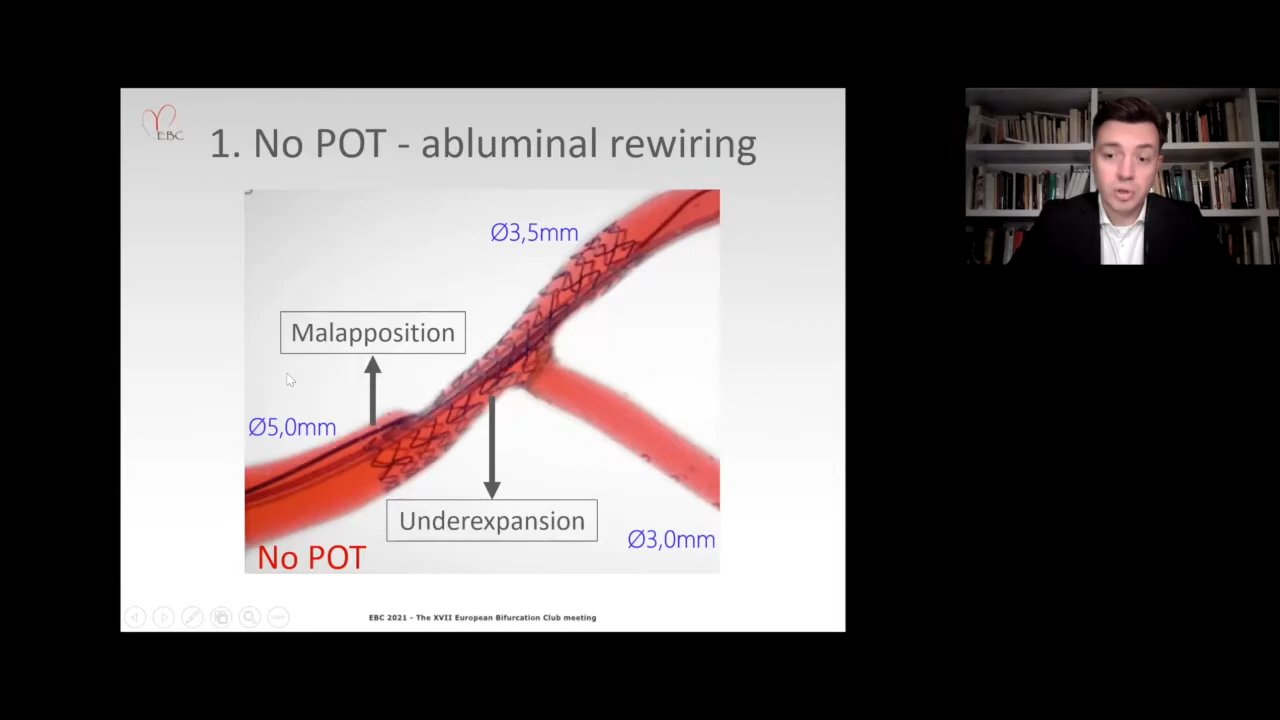 EBC
1. No POT - abluminal rewiring
Ø3,5mm
Malapposition
Ø5,0mm
Underexpansion
Ø3,0mm
No POT
EBC 2021 - The XVII European Bifurcation Club meeting